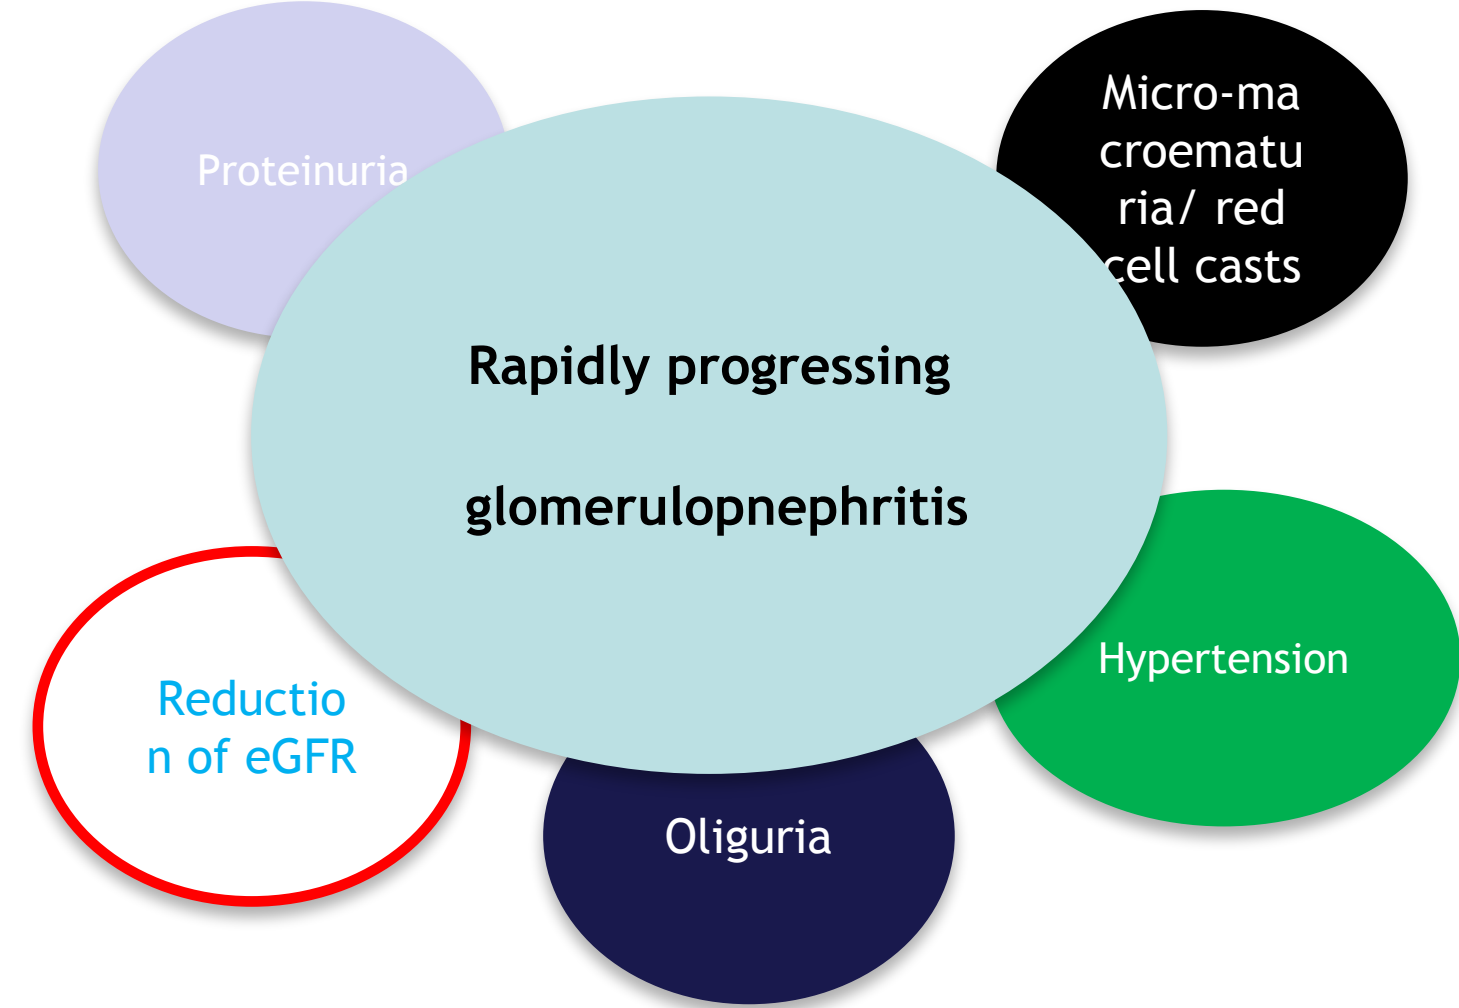 Proteinuria
Micro-ma
croematu
ria/ red
cell casts
Rapidly progressing
glomerulopnephritis
Hypertension
Reductio
n of eGFR
Oliguria